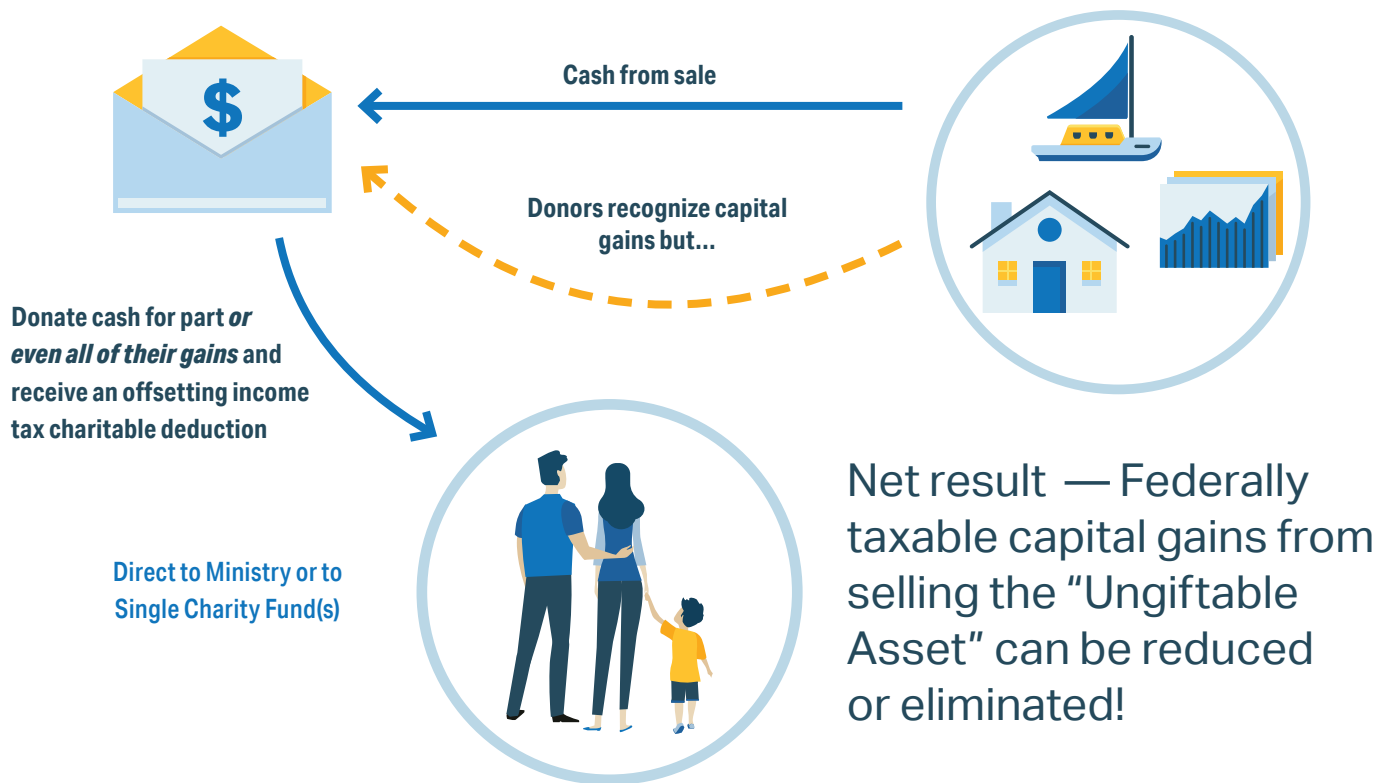 $
Cash from sale
Donors recognize capital
gains but...
Donate cash for part or
even all of their gains and
receive an offsetting income
tax charitable deduction
Direct to Ministry or to
Single Charity Fund(s)
Net result — Federally
taxable capital gains from
selling the “Ungiftable
Asset” can be reduced
or eliminated!